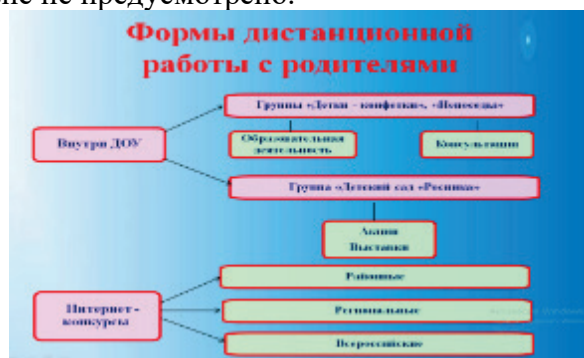 не предусмотрено.
Формы дистанционной
работы с родителями
Группы «Детки - конфетки», «Непоседы»
Внутри ДОУ
Образовательная
деятельность
Консультации
Группа «Детский сад «Росинка»
Акции
Выставки
Районные
Интернет -
конкурсы
Региональные
Всероссийские